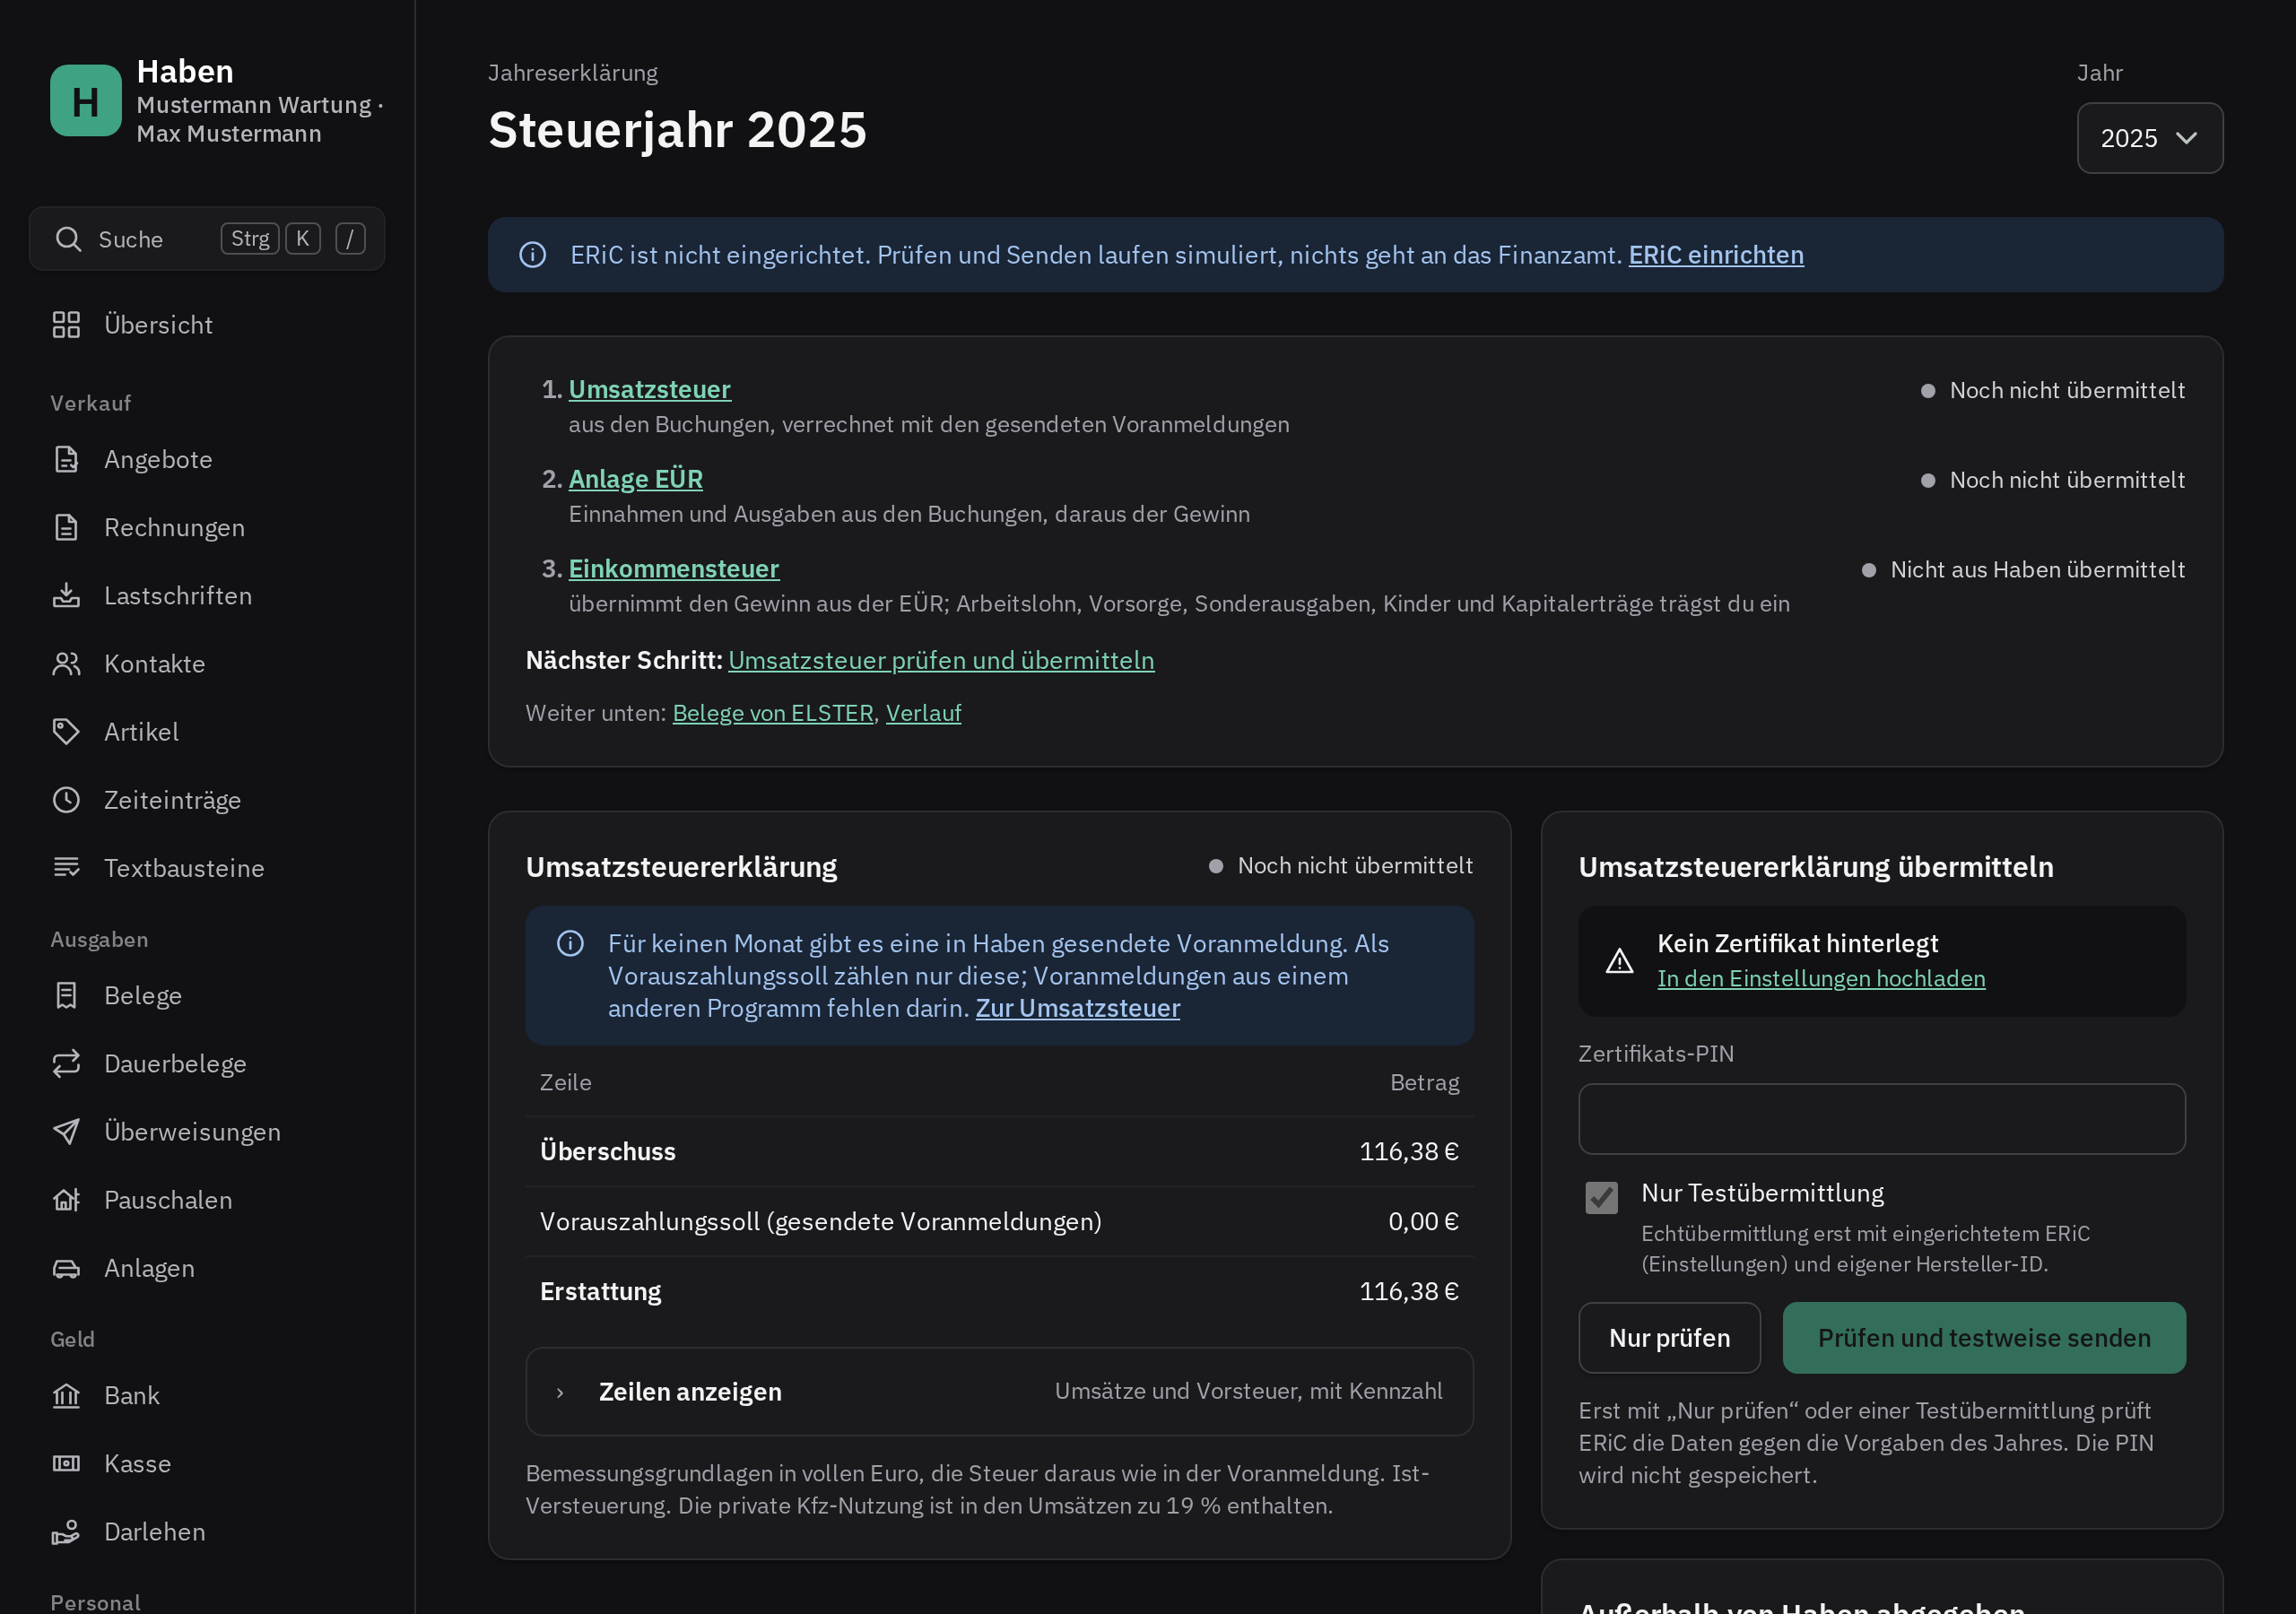 H
Haben
Mustermann Wartung ·
Max Mustermann
Suche Strg K /
Übersicht
Verkauf
Angebote
Rechnungen
Lastschriften
Kontakte
Artikel
Zeiteinträge
Textbausteine
Ausgaben
Belege
Dauerbelege
Überweisungen
Pauschalen
Anlagen
Geld
Bank
Kasse
Darlehen
Personal
Jahreserklärung
Steuerjahr 2025
Jahr
2025
ERiC ist nicht eingerichtet. Prüfen und Senden laufen simuliert, nichts geht an das Finanzamt. ERiC einrichten
1. Umsatzsteuer Noch nicht übermittelt
aus den Buchungen, verrechnet mit den gesendeten Voranmeldungen
2. Anlage EÜR Noch nicht übermittelt
Einnahmen und Ausgaben aus den Buchungen, daraus der Gewinn
3. Einkommensteuer Nicht aus Haben übermittelt
übernimmt den Gewinn aus der EÜR; Arbeitslohn, Vorsorge, Sonderausgaben, Kinder und Kapitalerträge trägst du ein
Nächster Schritt: Umsatzsteuer prüfen und übermitteln
Weiter unten: Belege von ELSTER, Verlauf
Umsatzsteuererklärung Noch nicht übermittelt
Für keinen Monat gibt es eine in Haben gesendete Voranmeldung. Als
Vorauszahlungssoll zählen nur diese; Voranmeldungen aus einem
anderen Programm fehlen darin. Zur Umsatzsteuer
Zeile Betrag
Überschuss 116,38 €
Vorauszahlungssoll (gesendete Voranmeldungen) 0,00 €
Erstattung 116,38 €
› Zeilen anzeigen Umsätze und Vorsteuer, mit Kennzahl
Bemessungsgrundlagen in vollen Euro, die Steuer daraus wie in der Voranmeldung. Ist-
Versteuerung. Die private Kfz-Nutzung ist in den Umsätzen zu 19 % enthalten.
Umsatzsteuererklärung übermitteln
Kein Zertifikat hinterlegt
In den Einstellungen hochladen
Zertifikats-PIN
Nur Testübermittlung
Echtübermittlung erst mit eingerichtetem ERiC
(Einstellungen) und eigener Hersteller-ID.
Nur prüfen Prüfen und testweise senden
Erst mit „Nur prüfen“ oder einer Testübermittlung prüft
ERiC die Daten gegen die Vorgaben des Jahres. Die PIN
wird nicht gespeichert.
Außerhalb von Haben abgegeben